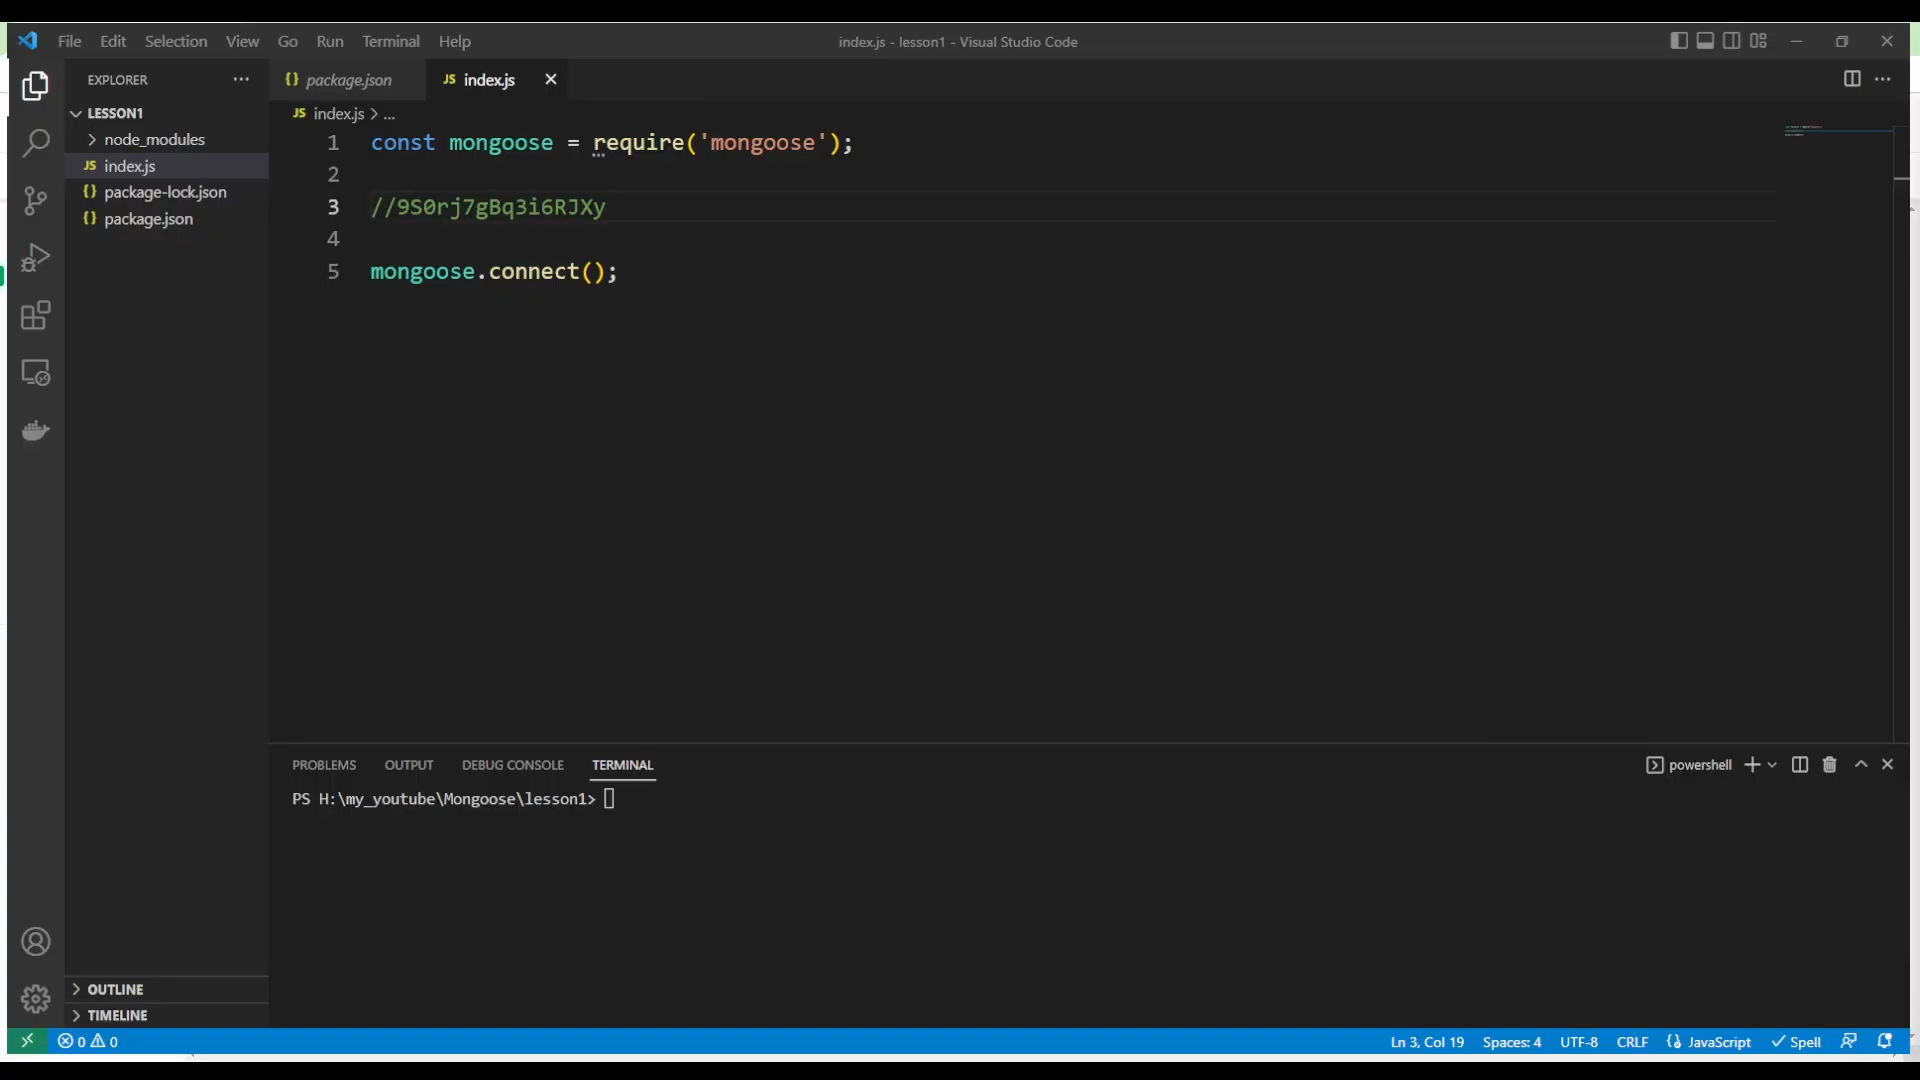 File Edit Selection View Go Run Terminal Help
index.js - lesson1 - Visual Studio Code
EXPLORER
LESSON1
node_modules
JS index.js
{} package-lock.json
{} package.json
OUTLINE
TIMELINE
{} package.json
JS index.js
JS index.js > ...
1 const mongoose = require('mongoose');
2
3 //9S0rj7gBq3i6RJXy
4
5 mongoose.connect();
PROBLEMS OUTPUT DEBUG CONSOLE TERMINAL
powershell
PS H:\my_youtube\Mongoose\lesson1>
0 0
Ln 3, Col 19 Spaces: 4 UTF-8 CRLF {} JavaScript Spell